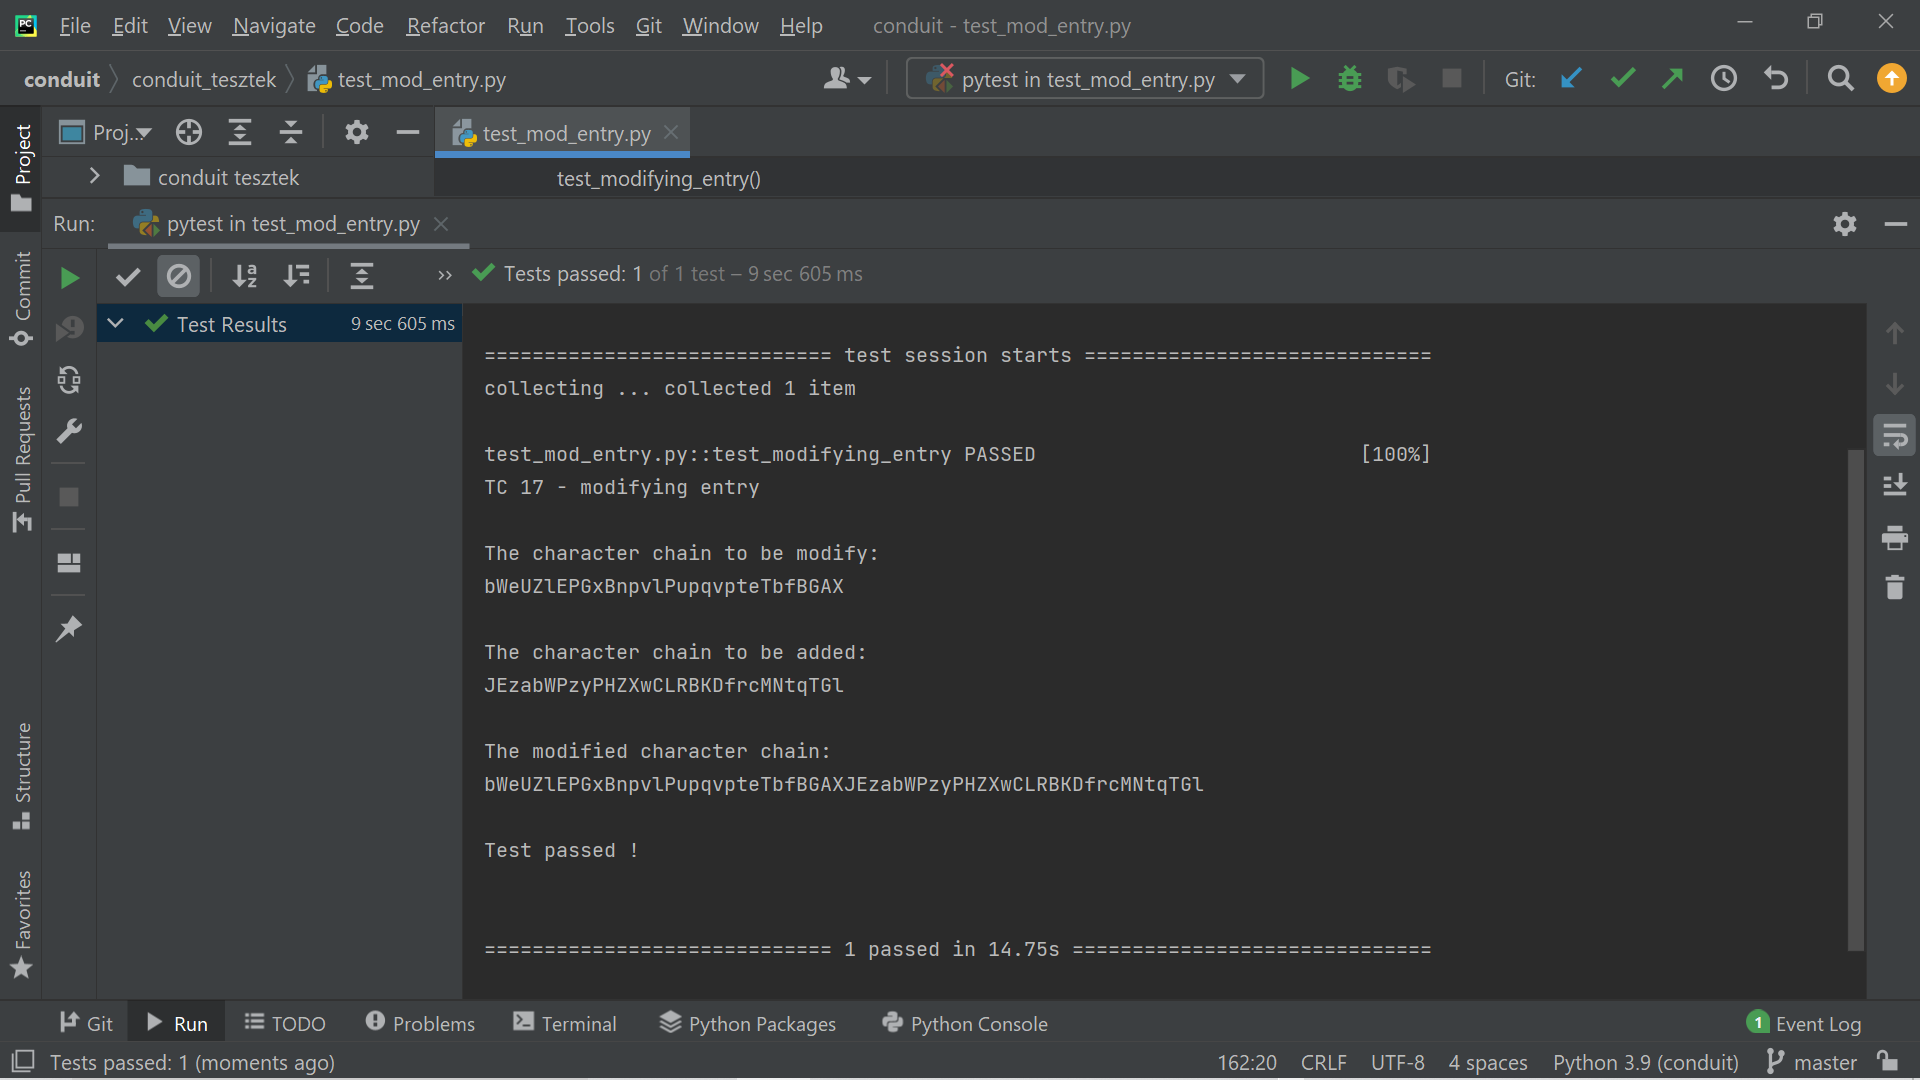 PC File Edit View Navigate Code Refactor Run Tools Git Window Help conduit - test_mod_entry.py
conduit conduit_tesztek test_mod_entry.py pytest in test_mod_entry.py Git:
Proj... test_mod_entry.py
conduit tesztek test_modifying_entry()
Run: pytest in test_mod_entry.py
Tests passed: 1 of 1 test – 9 sec 605 ms
Test Results 9 sec 605 ms
============================= test session starts =============================
collecting ... collected 1 item
test_mod_entry.py::test_modifying_entry PASSED [100%]
TC 17 - modifying entry
The character chain to be modify:
bWeUZlEPGxBnpvlPupqvpteTbfBGAX
The character chain to be added:
JEzabWPzyPHZXwCLRBKDfrcMNtqTGl
The modified character chain:
bWeUZlEPGxBnpvlPupqvpteTbfBGAXJEzabWPzyPHZXwCLRBKDfrcMNtqTGl
Test passed !
============================= 1 passed in 14.75s ==============================
Project
Commit
Pull Requests
Structure
Favorites
Git Run TODO Problems Terminal Python Packages Python Console 1 Event Log
Tests passed: 1 (moments ago) 162:20 CRLF UTF-8 4 spaces Python 3.9 (conduit) master